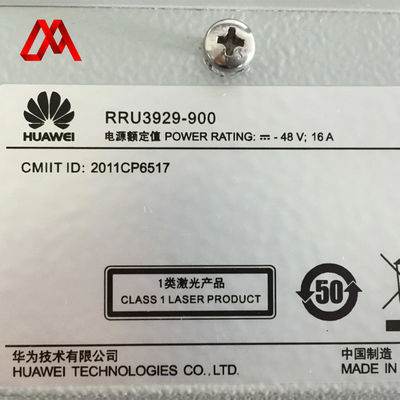 HUAWEI
RRU3929-900
电源额定值 POWER RATING: ⎓ - 48 V; 16 A
CMIIT ID: 2011CP6517
1类激光产品
CLASS 1 LASER PRODUCT
50
华为技术有限公司
中国制造
HUAWEI TECHNOLOGIES CO.,LTD.
MADE IN